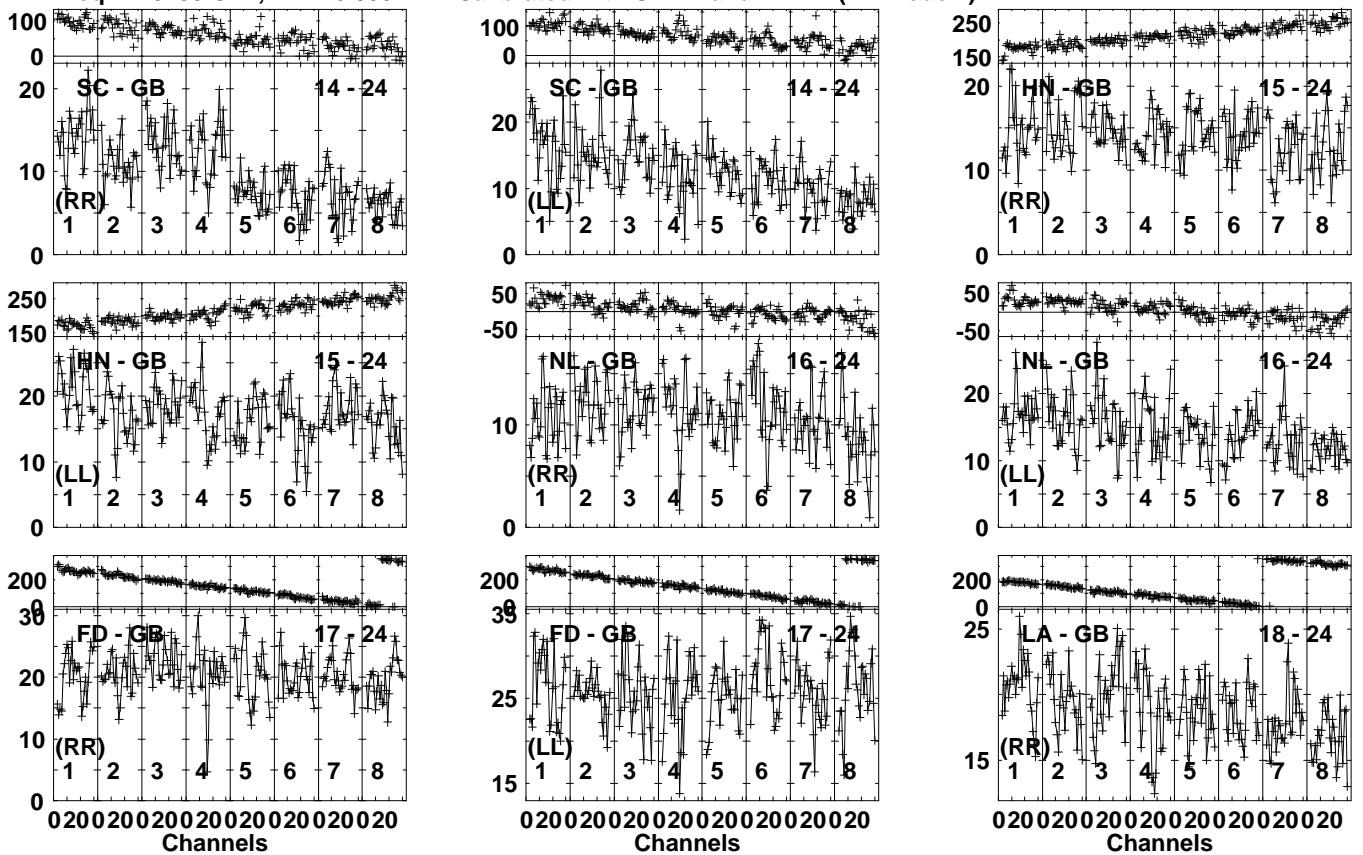 100 100 250
0 0 150
SC - GB 14 - 24 SC - GB 14 - 24 HN - GB 15 - 24
20 20 20
10 10 10
(RR) (LL) (RR)
1 2 3 4 5 6 7 8 1 2 3 4 5 6 7 8 1 2 3 4 5 6 7 8
0 0 0
250 50 50
150 -50 -50
HN - GB 15 - 24 NL - GB 16 - 24 NL - GB 16 - 24
20 10 20
10 10
(LL) (RR) (LL)
1 2 3 4 5 6 7 8 1 2 3 4 5 6 7 8 1 2 3 4 5 6 7 8
0 0 0
200 200 200
0 0 0
30 35 25
FD - GB 17 - 24 FD - GB 17 - 24 LA - GB 18 - 24
20 25
10 15 15
(RR) (LL) (RR)
1 2 3 4 5 6 7 8 1 2 3 4 5 6 7 8 1 2 3 4 5 6 7 8
0
0 20 0 20 0 20 0 20 0 20 0 20 0 20 0 20 0 20 0 20 0 20 0 20 0 20 0 20 0 20 0 20 0 20 0 20 0 20 0 20 0 20 0 20 0 20 0 20
Channels Channels Channels